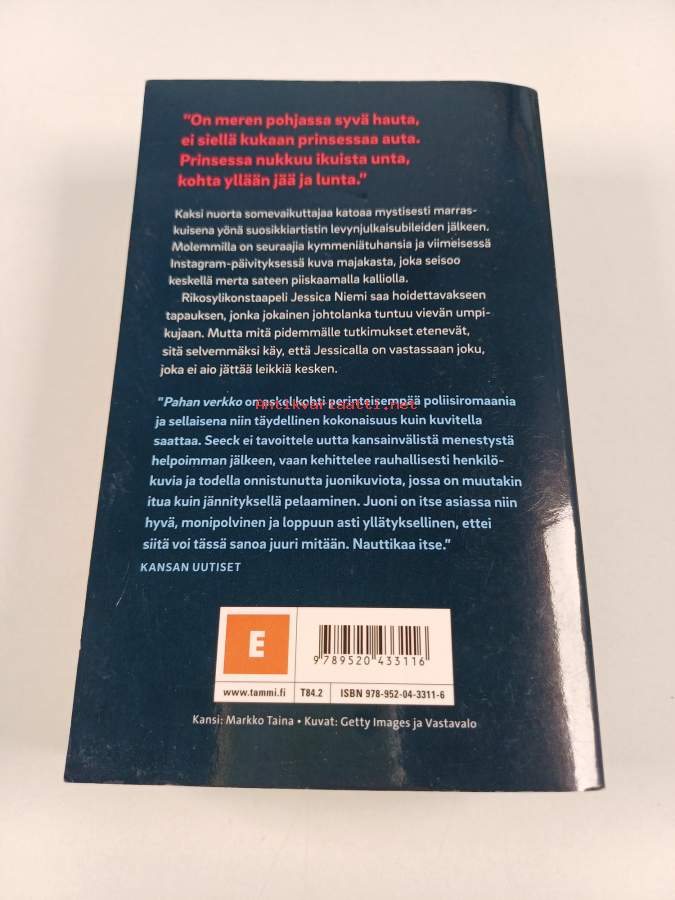 "On meren pohjassa syvä hauta,
ei siellä kukaan prinsessaa auta.
Prinsessa nukkuu ikuista unta,
kohta yllään jää ja lunta."
Kaksi nuorta somevaikuttajaa katoaa mystisesti marras-
kuisena yönä suosikkiartistin levynjulkaisubileiden jälkeen.
Molemmilla on seuraajia kymmeniätuhansia ja viimeisessä
Instagram-päivityksessä kuva majakasta, joka seisoo
keskellä merta sateen piiskaamalla kalliolla.
Rikosylikonstaapeli Jessica Niemi saa hoidettavakseen
tapauksen, jonka jokainen johtolanka tuntuu vievän umpi-
kujaan. Mutta mitä pidemmälle tutkimukset etenevät,
sitä selvemmäksi käy, että Jessicalla on vastassaan joku,
joka ei aio jättää leikkiä kesken.
"Pahan verkko on askel kohti perinteisempää poliisiromaania
Antikvariaatti.net
ja sellaisena niin täydellinen kokonaisuus kuin kuvitella
saattaa. Seeck ei tavoittele uutta kansainvälistä menestystä
helpoimman jälkeen, vaan kehittelee rauhallisesti henkilö-
kuvia ja todella onnistunutta juonikuviota, jossa on muutakin
itua kuin jännityksellä pelaaminen. Juoni on itse asiassa niin
hyvä, monipolvinen ja loppuun asti yllätyksellinen, ettei
siitä voi tässä sanoa juuri mitään. Nauttikaa itse."
KANSAN UUTISET
E
9 789520 433116
www.tammi.fi T84.2 ISBN 978-952-04-3311-6
Kansi: Markko Taina • Kuvat: Getty Images ja Vastavalo